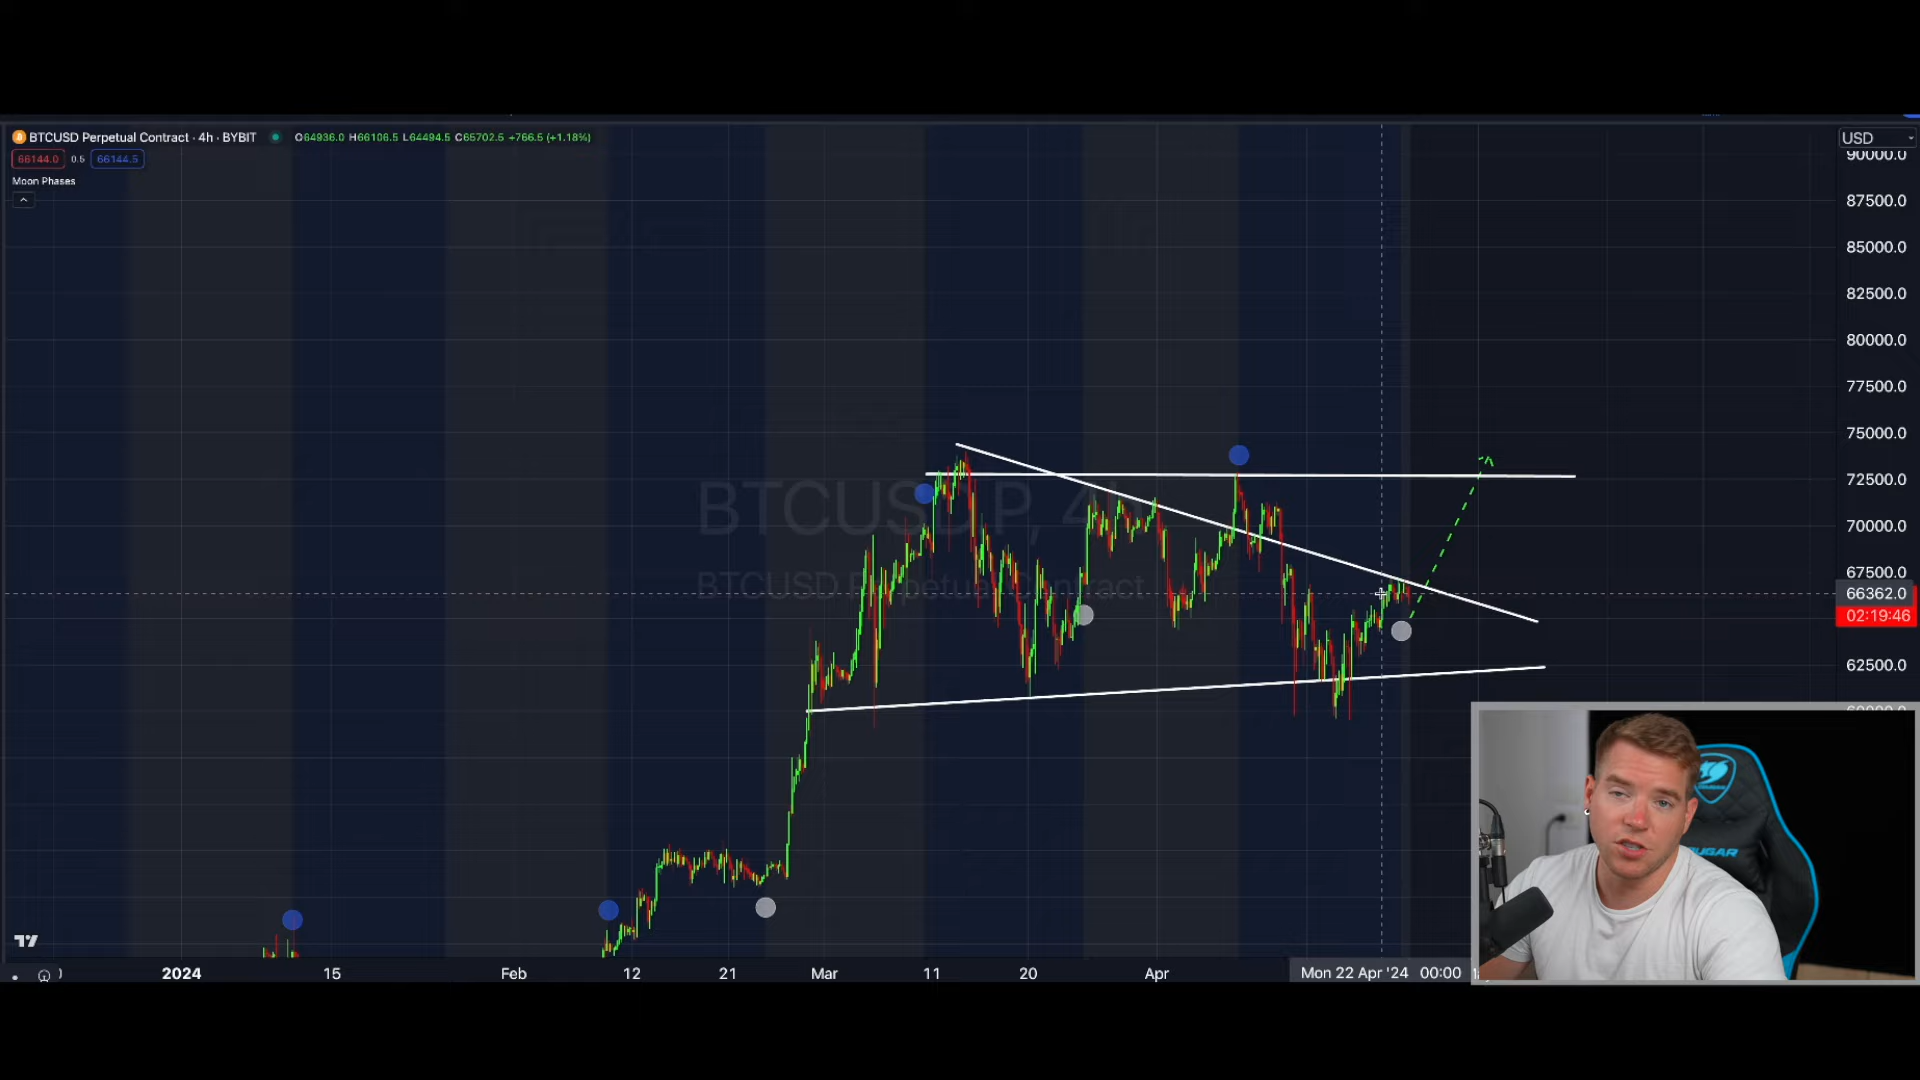 BTCUSD Perpetual Contract · 4h · BYBIT O64936.0 H66106.5 L64494.5 C65702.5 +766.5 (+1.18%)
USD
66144.0 0.5 66144.5
90000.0
Moon Phases
87500.0
85000.0
82500.0
80000.0
77500.0
75000.0
72500.0
BTCUSD.P, 4h
70000.0
67500.0
BTCUSD Perpetual Contract
66362.0
02:19:46
62500.0
2024 15 Feb 12 21 Mar 11 20 Apr Mon 22 Apr '24 00:00